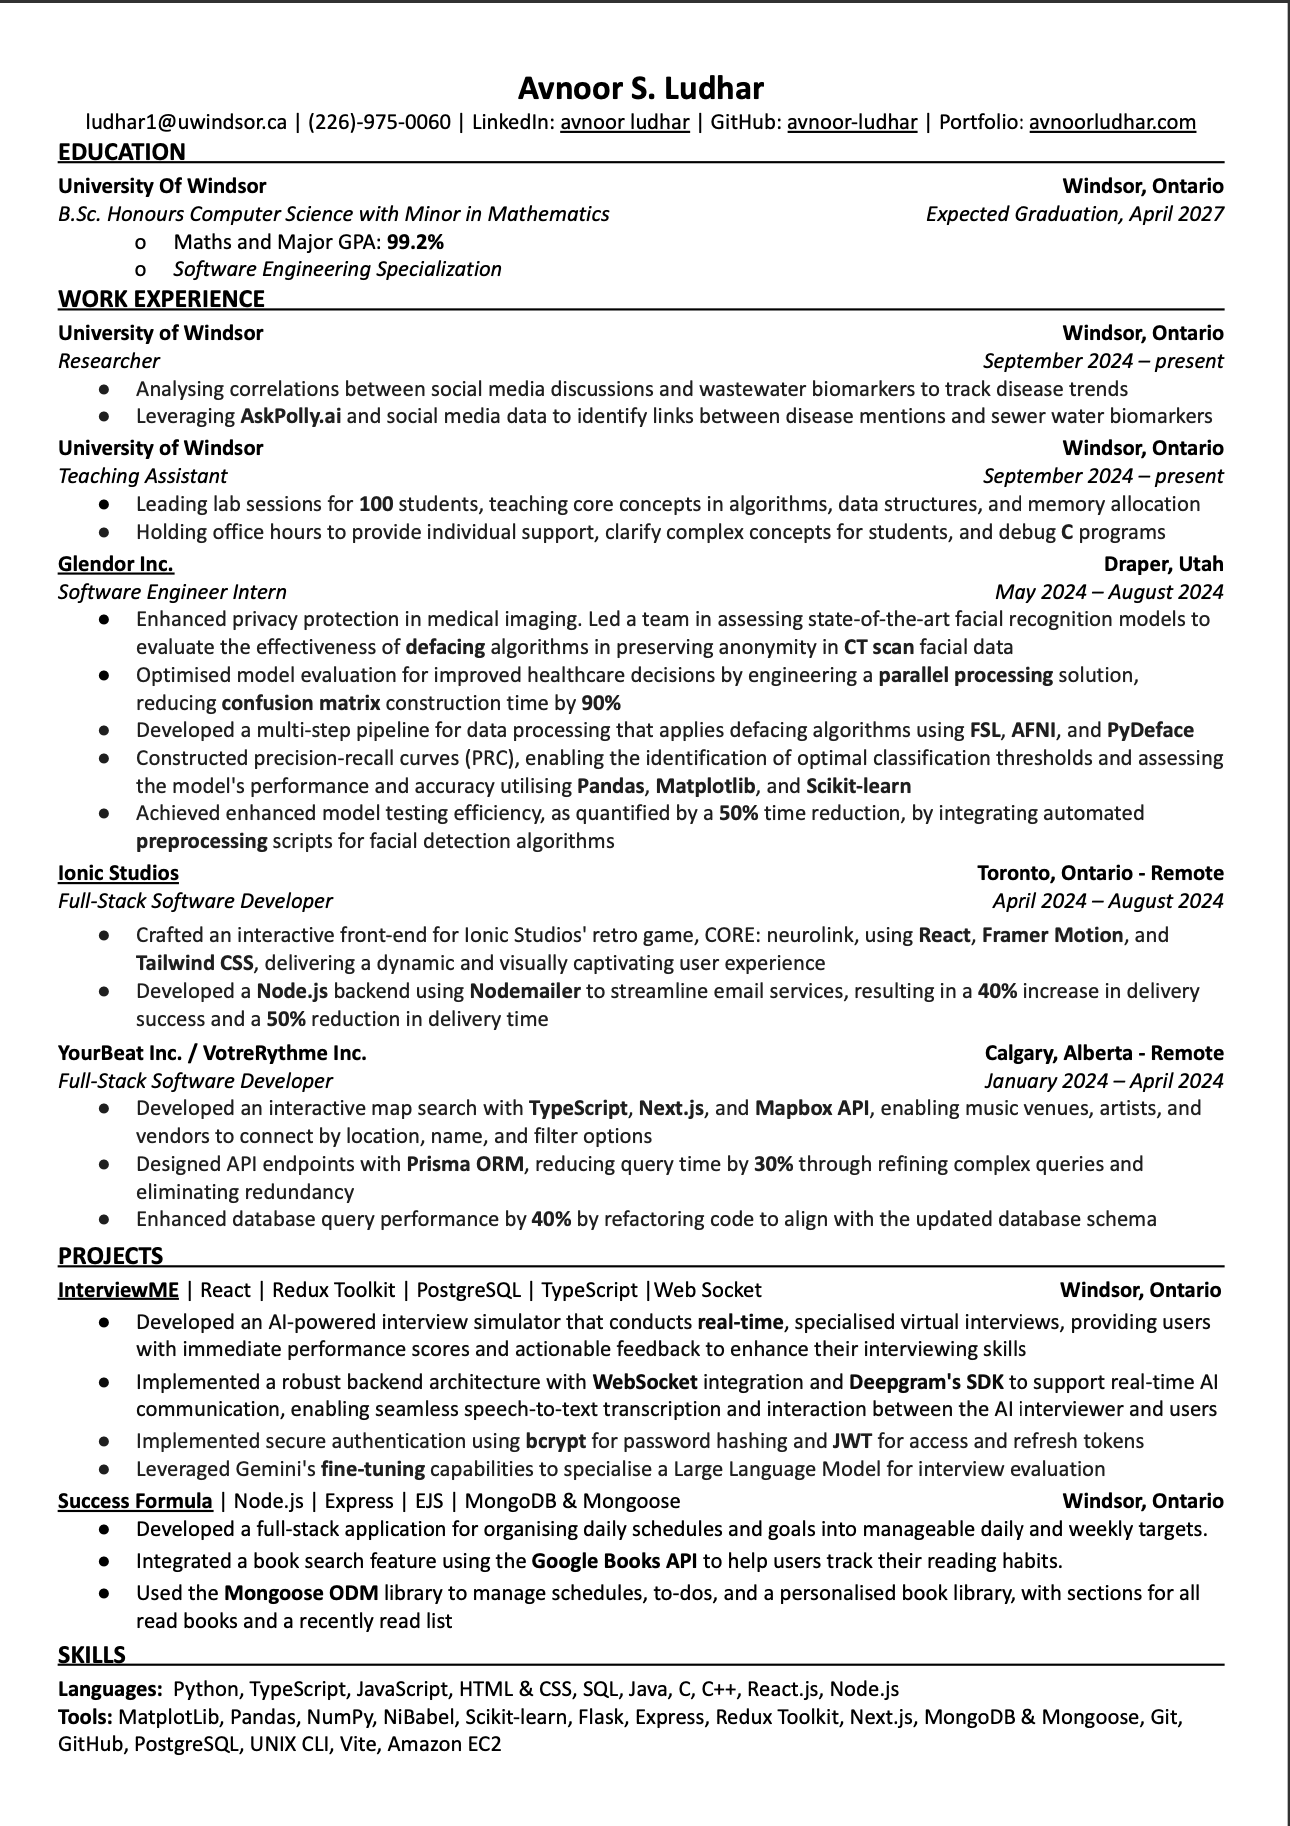 Avnoor S. Ludhar
ludhar1@uwindsor.ca | (226)-975-0060 | LinkedIn: avnoor ludhar | GitHub: avnoor-ludhar | Portfolio: avnoorludhar.com
EDUCATION
University Of Windsor Windsor, Ontario
B.Sc. Honours Computer Science with Minor in Mathematics Expected Graduation, April 2027
o Maths and Major GPA: 99.2%
o Software Engineering Specialization
WORK EXPERIENCE
University of Windsor Windsor, Ontario
Researcher September 2024 – present
● Analysing correlations between social media discussions and wastewater biomarkers to track disease trends
● Leveraging AskPolly.ai and social media data to identify links between disease mentions and sewer water biomarkers
University of Windsor Windsor, Ontario
Teaching Assistant September 2024 – present
● Leading lab sessions for 100 students, teaching core concepts in algorithms, data structures, and memory allocation
● Holding office hours to provide individual support, clarify complex concepts for students, and debug C programs
Glendor Inc. Draper, Utah
Software Engineer Intern May 2024 – August 2024
● Enhanced privacy protection in medical imaging. Led a team in assessing state-of-the-art facial recognition models to
evaluate the effectiveness of defacing algorithms in preserving anonymity in CT scan facial data
● Optimised model evaluation for improved healthcare decisions by engineering a parallel processing solution,
reducing confusion matrix construction time by 90%
● Developed a multi-step pipeline for data processing that applies defacing algorithms using FSL, AFNI, and PyDeface
● Constructed precision-recall curves (PRC), enabling the identification of optimal classification thresholds and assessing
the model's performance and accuracy utilising Pandas, Matplotlib, and Scikit-learn
● Achieved enhanced model testing efficiency, as quantified by a 50% time reduction, by integrating automated
preprocessing scripts for facial detection algorithms
Ionic Studios Toronto, Ontario - Remote
Full-Stack Software Developer April 2024 – August 2024
● Crafted an interactive front-end for Ionic Studios' retro game, CORE: neurolink, using React, Framer Motion, and
Tailwind CSS, delivering a dynamic and visually captivating user experience
● Developed a Node.js backend using Nodemailer to streamline email services, resulting in a 40% increase in delivery
success and a 50% reduction in delivery time
YourBeat Inc. / VotreRythme Inc. Calgary, Alberta - Remote
Full-Stack Software Developer January 2024 – April 2024
● Developed an interactive map search with TypeScript, Next.js, and Mapbox API, enabling music venues, artists, and
vendors to connect by location, name, and filter options
● Designed API endpoints with Prisma ORM, reducing query time by 30% through refining complex queries and
eliminating redundancy
● Enhanced database query performance by 40% by refactoring code to align with the updated database schema
PROJECTS
InterviewME | React | Redux Toolkit | PostgreSQL | TypeScript |Web Socket Windsor, Ontario
● Developed an AI-powered interview simulator that conducts real-time, specialised virtual interviews, providing users
with immediate performance scores and actionable feedback to enhance their interviewing skills
● Implemented a robust backend architecture with WebSocket integration and Deepgram's SDK to support real-time AI
communication, enabling seamless speech-to-text transcription and interaction between the AI interviewer and users
● Implemented secure authentication using bcrypt for password hashing and JWT for access and refresh tokens
● Leveraged Gemini's fine-tuning capabilities to specialise a Large Language Model for interview evaluation
Success Formula | Node.js | Express | EJS | MongoDB & Mongoose Windsor, Ontario
● Developed a full-stack application for organising daily schedules and goals into manageable daily and weekly targets.
● Integrated a book search feature using the Google Books API to help users track their reading habits.
● Used the Mongoose ODM library to manage schedules, to-dos, and a personalised book library, with sections for all
read books and a recently read list
SKILLS
Languages: Python, TypeScript, JavaScript, HTML & CSS, SQL, Java, C, C++, React.js, Node.js
Tools: MatplotLib, Pandas, NumPy, NiBabel, Scikit-learn, Flask, Express, Redux Toolkit, Next.js, MongoDB & Mongoose, Git,
GitHub, PostgreSQL, UNIX CLI, Vite, Amazon EC2